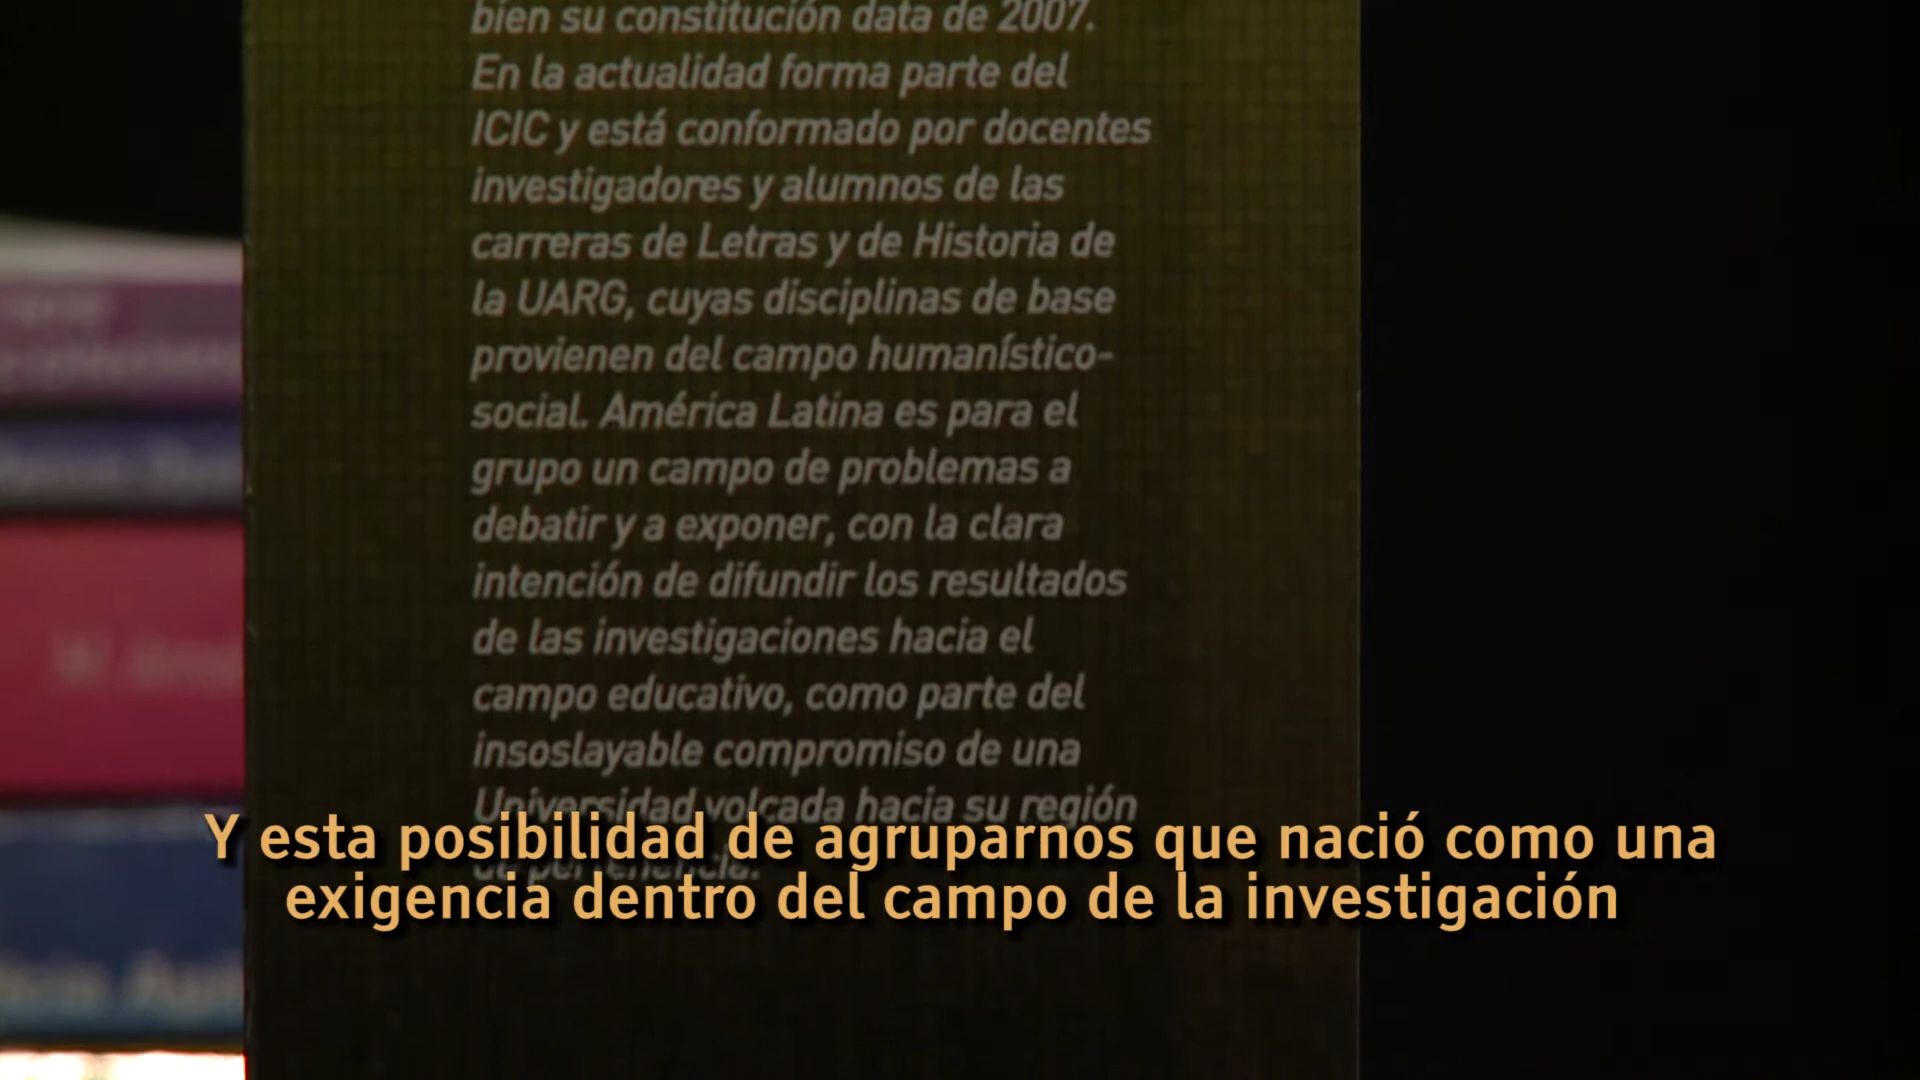 bien su constitución data de 2007.
En la actualidad forma parte del
ICIC y está conformado por docentes
investigadores y alumnos de las
carreras de Letras y de Historia de
la UARG, cuyas disciplinas de base
provienen del campo humanístico-
social. América Latina es para el
grupo un campo de problemas a
debatir y a exponer, con la clara
intención de difundir los resultados
de las investigaciones hacia el
campo educativo, como parte del
insoslayable compromiso de una
Universidad volcada hacia su región
de pertenencia.
Y esta posibilidad de agruparnos que nació como una
exigencia dentro del campo de la investigación